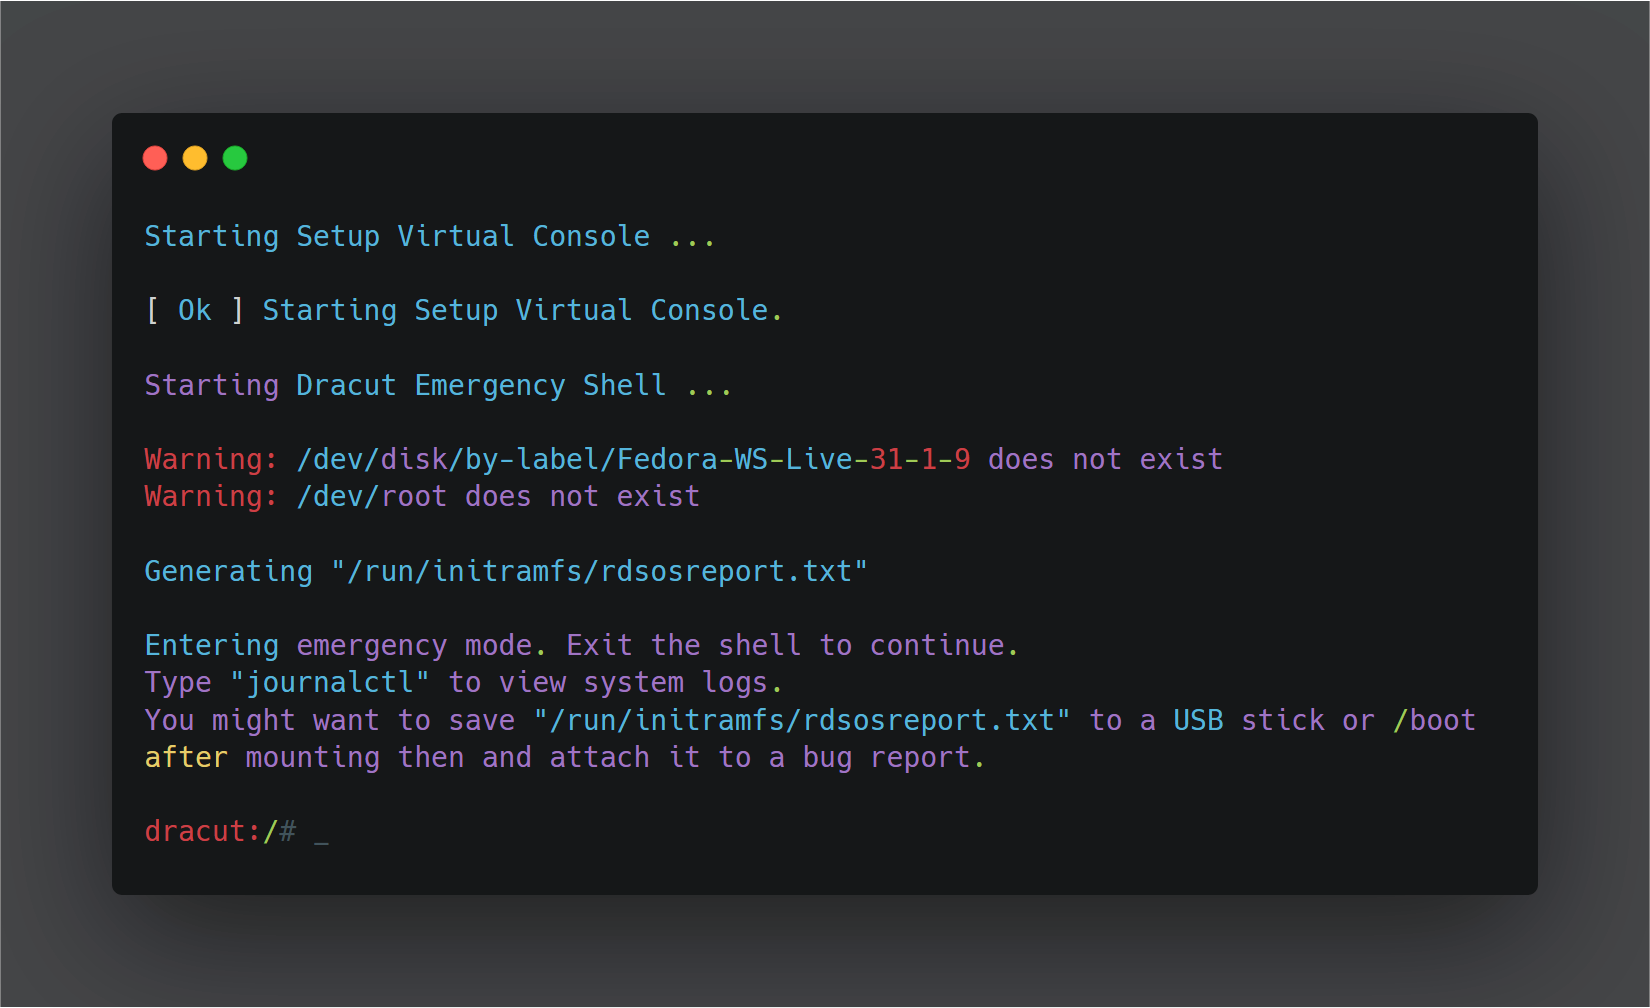 Starting Setup Virtual Console ...
[ Ok ] Starting Setup Virtual Console.
Starting Dracut Emergency Shell ...
Warning: /dev/disk/by-label/Fedora-WS-Live-31-1-9 does not exist
Warning: /dev/root does not exist
Generating "/run/initramfs/rdsosreport.txt"
Entering emergency mode. Exit the shell to continue.
Type "journalctl" to view system logs.
You might want to save "/run/initramfs/rdsosreport.txt" to a USB stick or /boot
after mounting then and attach it to a bug report.
dracut:/# _